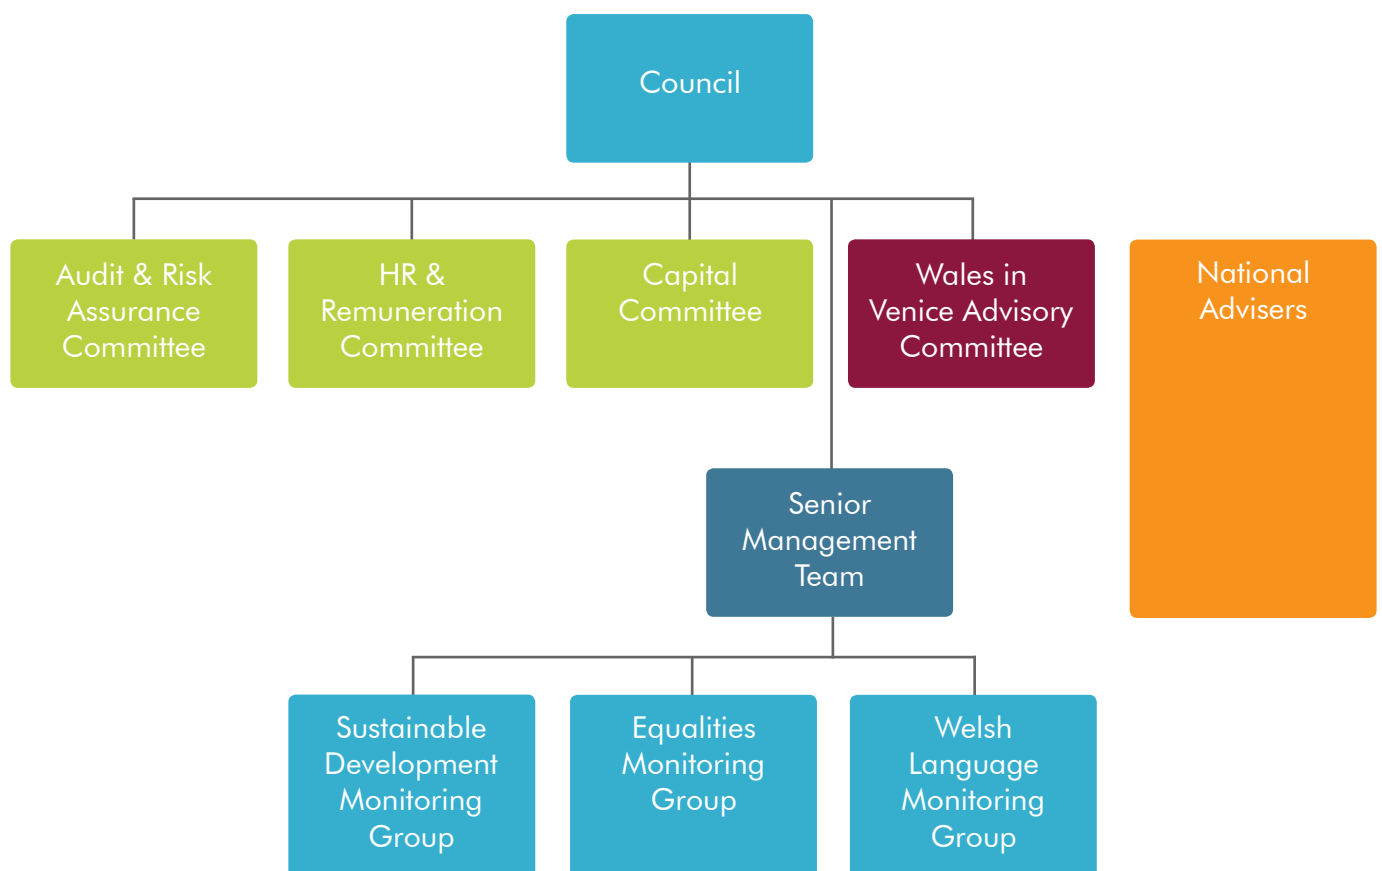 Council
Audit & Risk
Assurance
Committee
HR &
Remuneration
Committee
Capital
Committee
Wales in
Venice Advisory
Committee
National
Advisers
Senior
Management
Team
Sustainable
Development
Monitoring
Group
Equalities
Monitoring
Group
Welsh
Language
Monitoring
Group